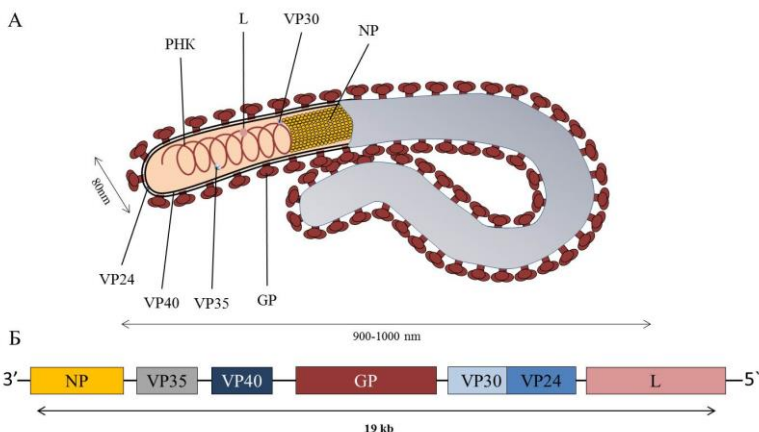 А
L
VP30
NP
РНК
80nm
VP24
VP40
VP35
GP
900-1000 nm
Б
3’ NP VP35 VP40 GP VP30 VP24 L 5`
19 kb